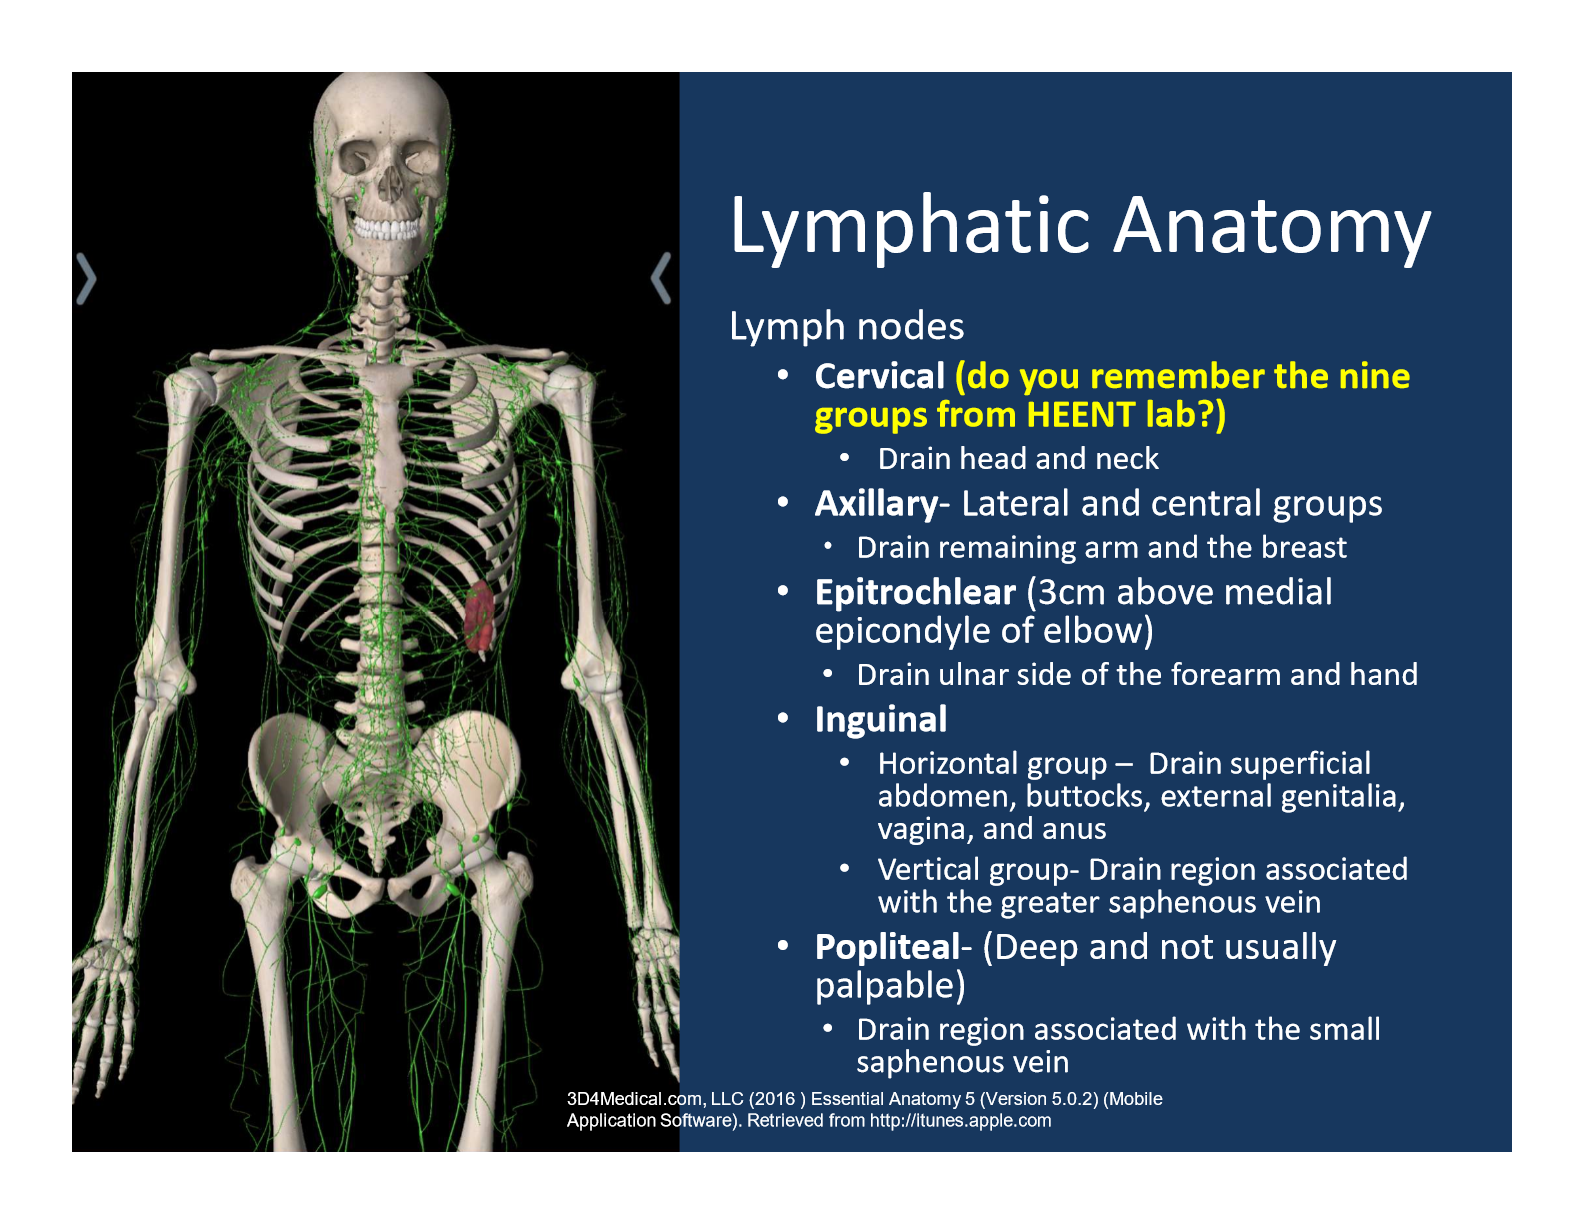 Lymphatic Anatomy
Lymph nodes
• Cervical (do you remember the nine
groups from HEENT lab?)
• Drain head and neck
• Axillary- Lateral and central groups
• Drain remaining arm and the breast
• Epitrochlear (3cm above medial
epicondyle of elbow)
• Drain ulnar side of the forearm and hand
• Inguinal
• Horizontal group – Drain superficial
abdomen, buttocks, external genitalia,
vagina, and anus
• Vertical group- Drain region associated
with the greater saphenous vein
• Popliteal- (Deep and not usually
palpable)
• Drain region associated with the small
saphenous vein
3D4Medical.com, LLC (2016 ) Essential Anatomy 5 (Version 5.0.2) (Mobile
Application Software). Retrieved from http://itunes.apple.com